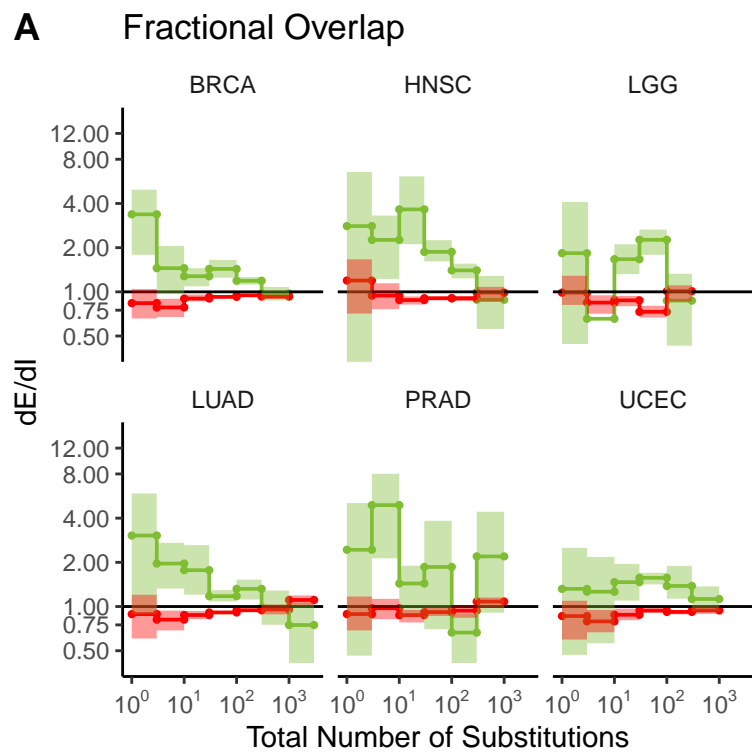 A Fractional Overlap
BRCA HNSC LGG
12.00
8.00
4.00
2.00
1.00
0.75
0.50
dE/dI
LUAD PRAD UCEC
12.00
8.00
4.00
2.00
1.00
0.75
0.50
10⁰ 10¹ 10² 10³ 10⁰ 10¹ 10² 10³ 10⁰ 10¹ 10² 10³
Total Number of Substitutions